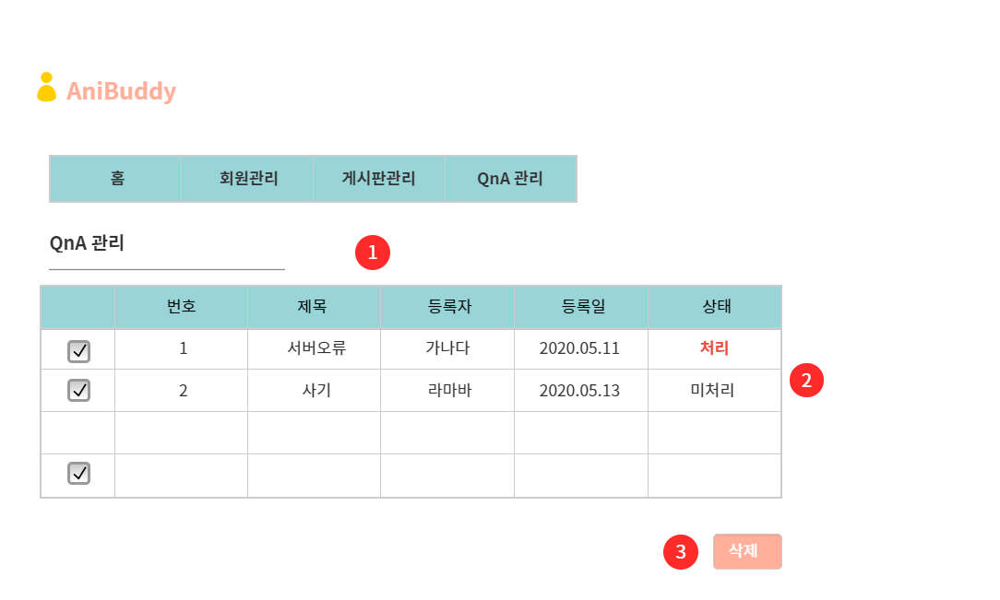 AniBuddy
홈 회원관리 게시판관리 QnA 관리
QnA 관리
1
번호 제목 등록자 등록일 상태
1 서버오류 가나다 2020.05.11 처리
2
2 사기 라마바 2020.05.13 미처리
3 삭제